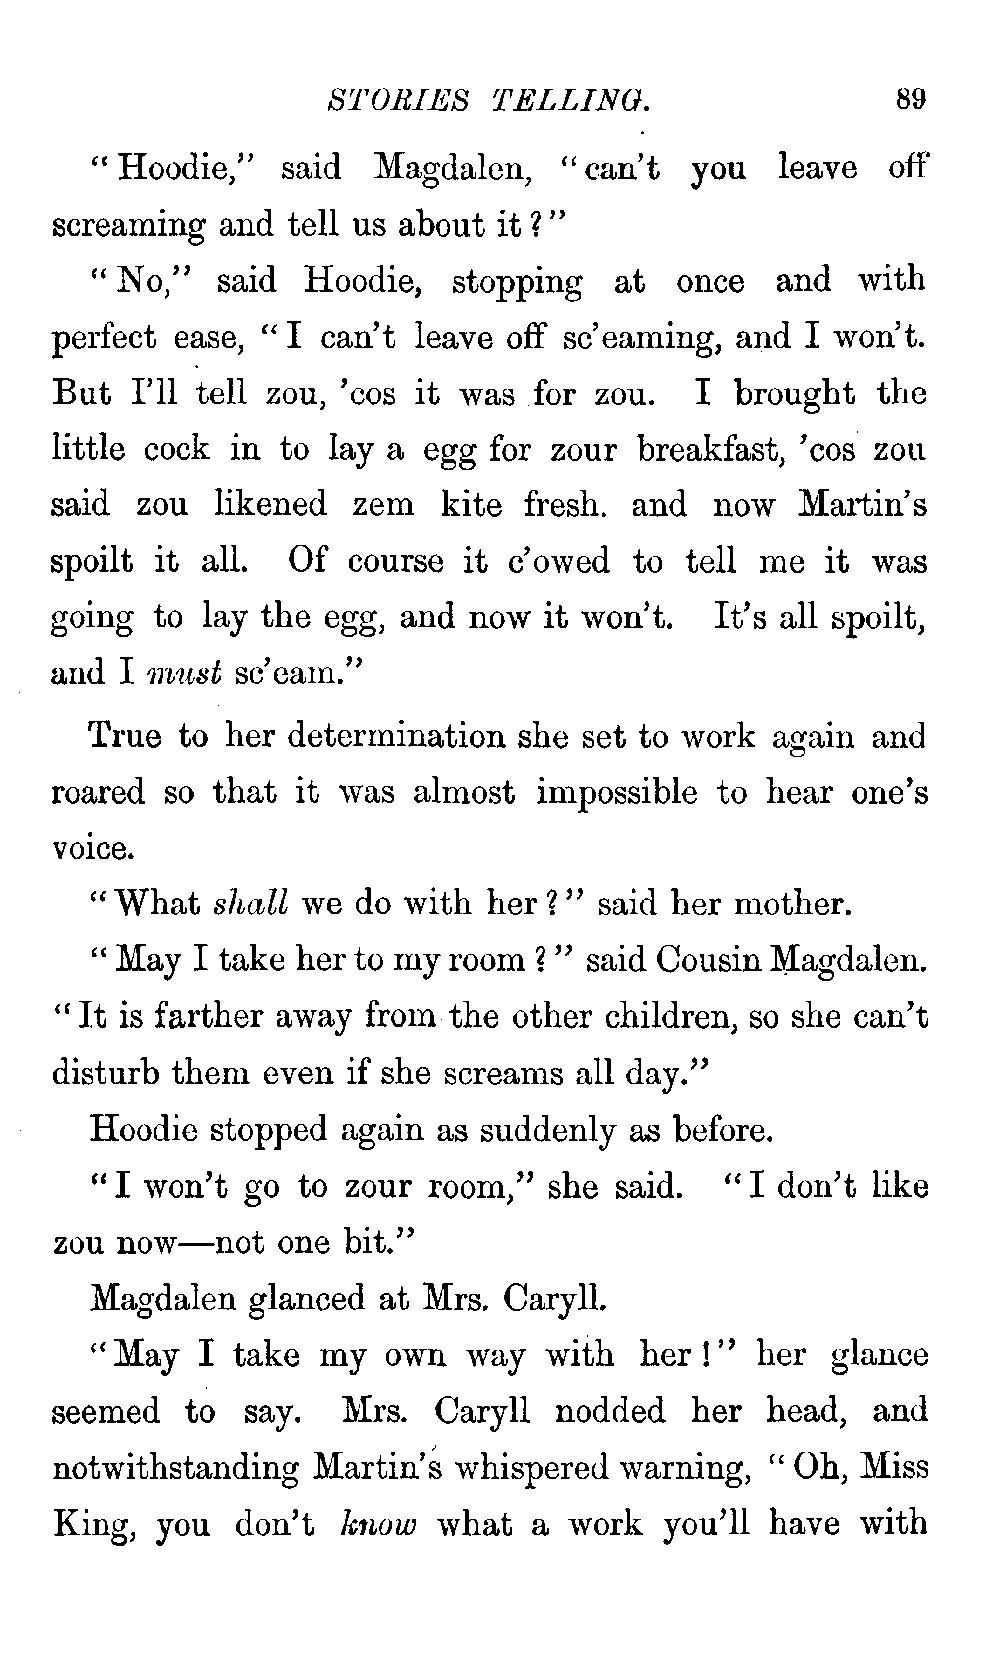 STORIES TELLING. 89
"Hoodie," said Magdalen, "can't you leave off
screaming and tell us about it?"
"No," said Hoodie, stopping at once and with
perfect ease, "I can't leave off sc'eaming, and I won't.
But I'll tell zou, 'cos it was for zou. I brought the
little cock in to lay a egg for zour breakfast, 'cos zou
said zou likened zem kite fresh. and now Martin's
spoilt it all. Of course it c'owed to tell me it was
going to lay the egg, and now it won't. It's all spoilt,
and I must sc'eam."
True to her determination she set to work again and
roared so that it was almost impossible to hear one's
voice.
"What shall we do with her?" said her mother.
"May I take her to my room?" said Cousin Magdalen.
"It is farther away from the other children, so she can't
disturb them even if she screams all day."
Hoodie stopped again as suddenly as before.
"I won't go to zour room," she said. "I don't like
zou now—not one bit."
Magdalen glanced at Mrs. Caryll.
"May I take my own way with her!" her glance
seemed to say. Mrs. Caryll nodded her head, and
notwithstanding Martin's whispered warning, "Oh, Miss
King, you don't know what a work you'll have with